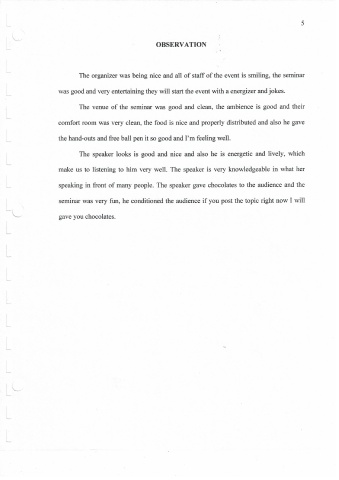 5
OBSERVATION
The organizer was being nice and all of staff of the event is smiling, the seminar
was good and very entertaining they will start the event with a energizer and jokes.
The venue of the seminar was good and clean, the ambience is good and their
comfort room was very clean, the food is nice and properly distributed and also he gave
the hand-outs and free ball pen it so good and I'm feeling well.
The speaker looks is good and nice and also he is energetic and lively, which
make us to listening to him very well. The speaker is very knowledgeable in what her
speaking in front of many people. The speaker gave chocolates to the audience and the
seminar was very fun, he conditioned the audience if you post the topic right now I will
gave you chocolates.